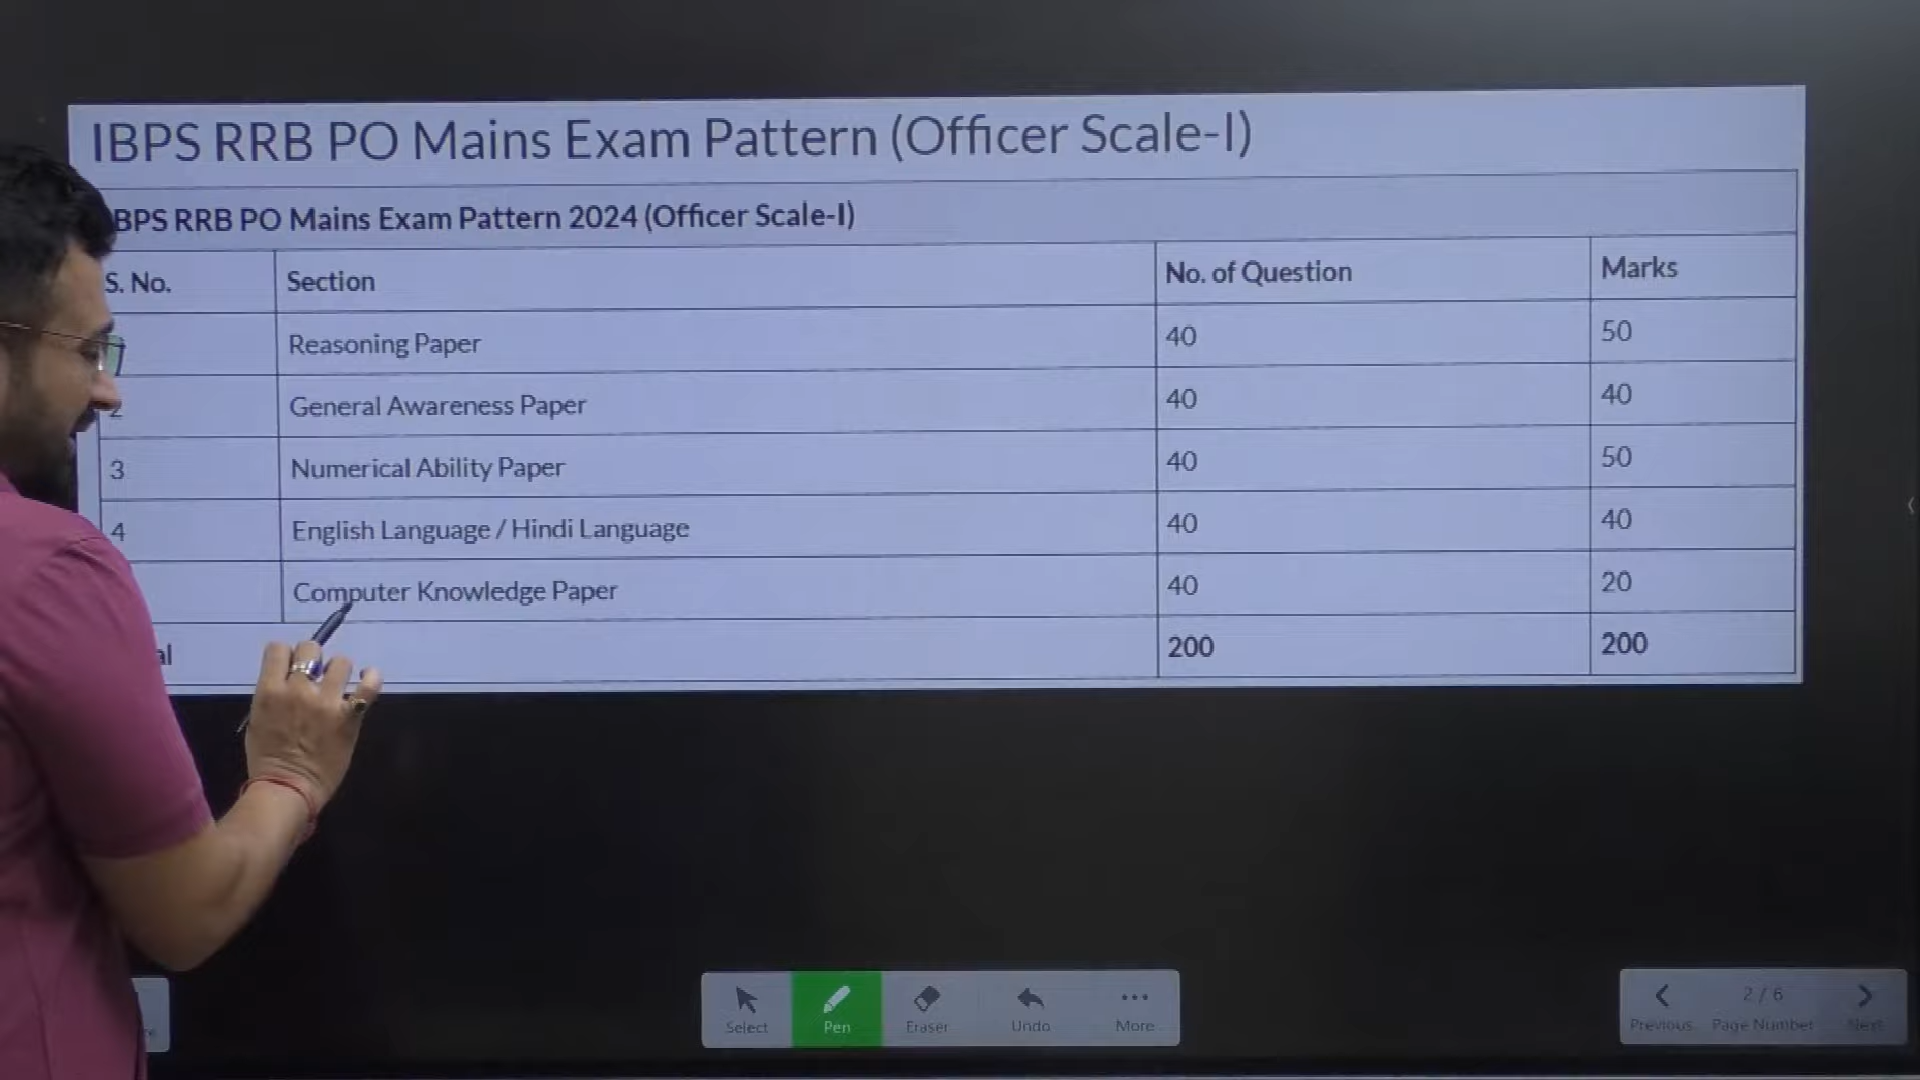 IBPS RRB PO Mains Exam Pattern (Officer Scale-I)
BPS RRB PO Mains Exam Pattern 2024 (Officer Scale-I)
S. No. Section No. of Question Marks
Reasoning Paper 40 50
2 General Awareness Paper 40 40
3 Numerical Ability Paper 40 50
4 English Language / Hindi Language 40 40
Computer Knowledge Paper 40 20
al 200 200
Select Pen Eraser Undo More
2 / 6
Previous Page Number Next